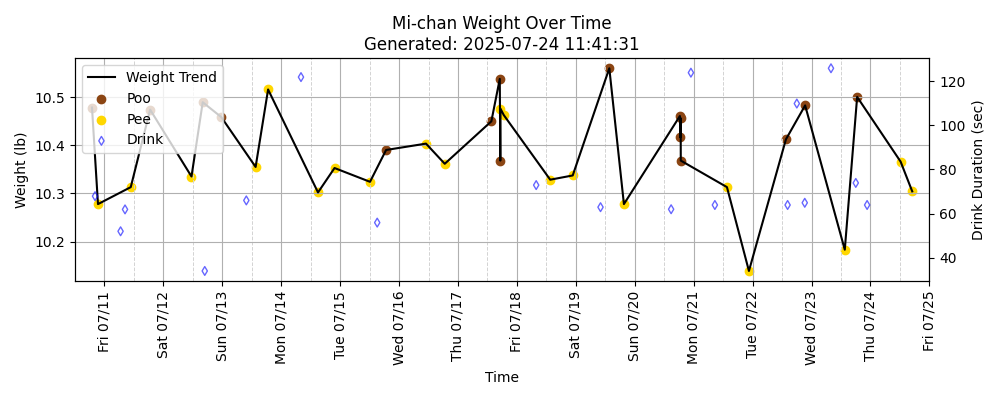 Mi-chan Weight Over Time
Generated: 2025-07-24 11:41:31
Weight Trend
Poo
Pee
Drink
Weight (lb)
10.5
10.4
10.3
10.2
120
100
80
60
40
Drink Duration (sec)
Fri 07/11
Sat 07/12
Sun 07/13
Mon 07/14
Tue 07/15
Wed 07/16
Thu 07/17
Fri 07/18
Sat 07/19
Sun 07/20
Mon 07/21
Tue 07/22
Wed 07/23
Thu 07/24
Fri 07/25
Time